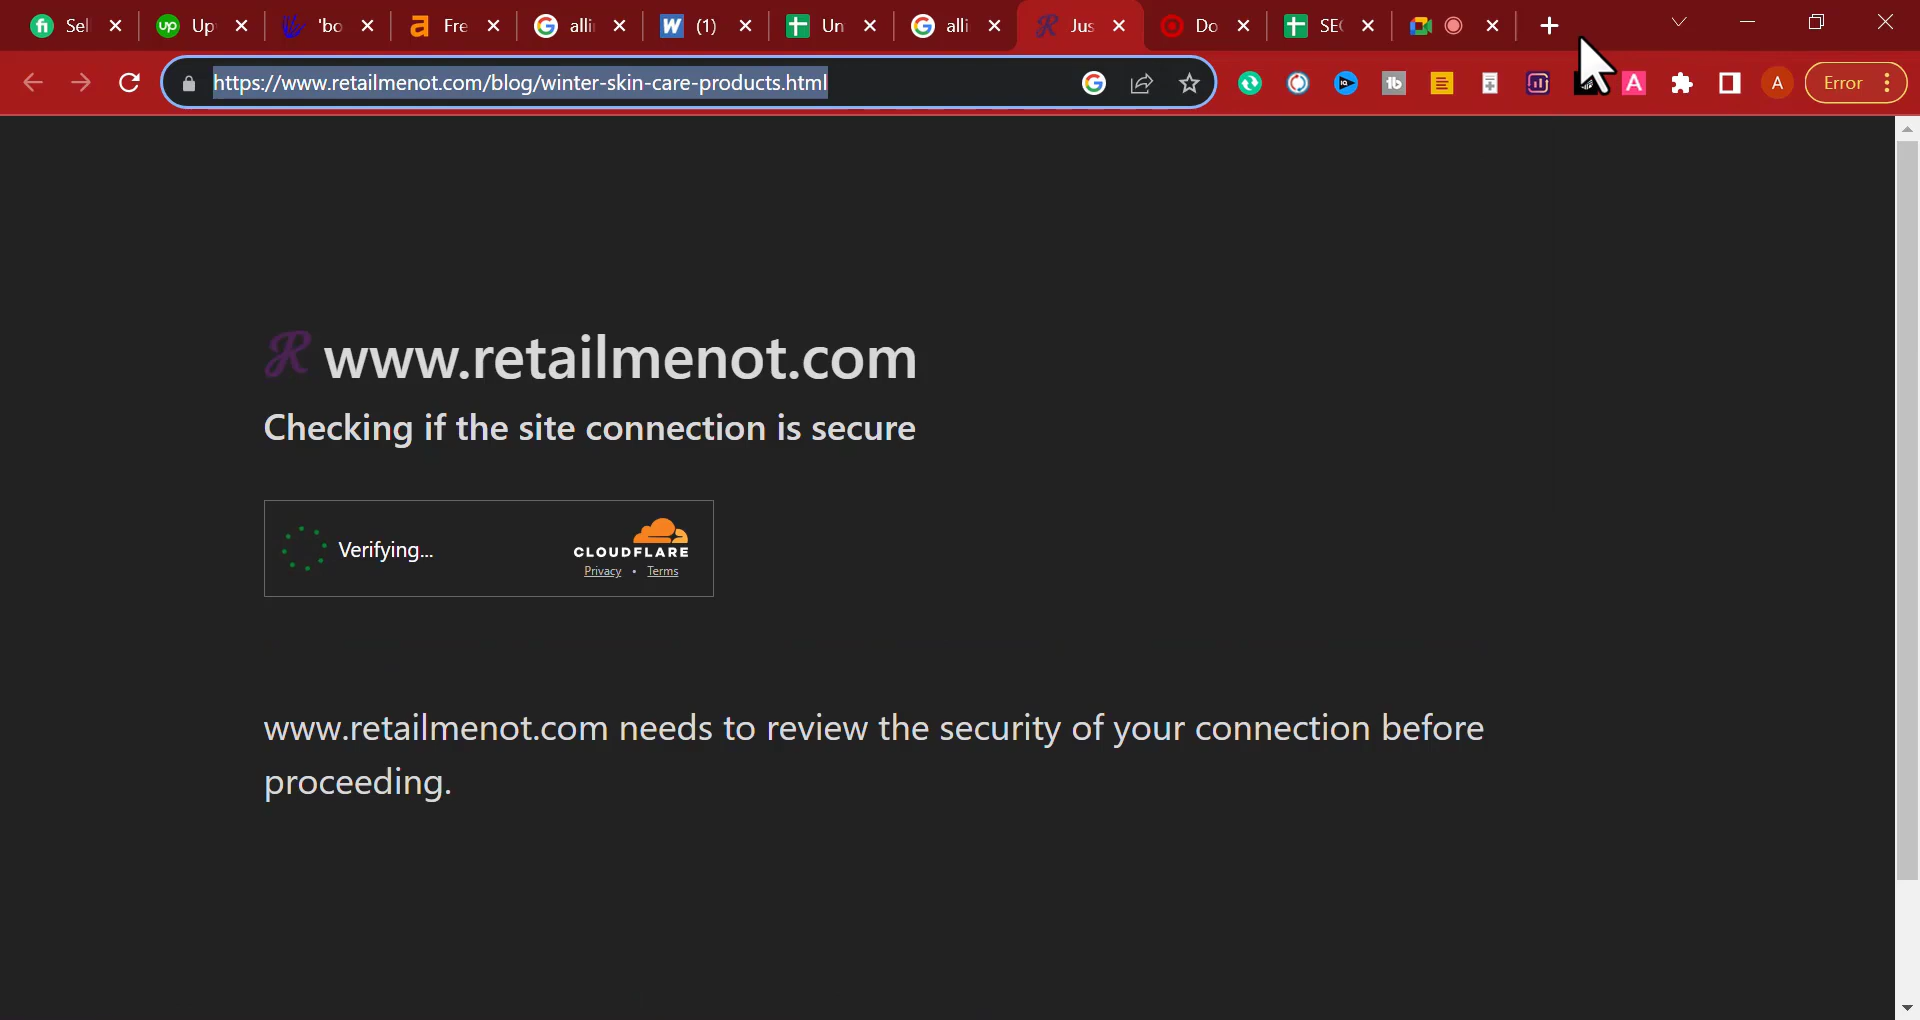 Sel
Up
'bo
Fre
alli
W (1)
Un
alli
Jus
Do
SE
https://www.retailmenot.com/blog/winter-skin-care-products.html
A
A
Error
www.retailmenot.com
Checking if the site connection is secure
Verifying...
CLOUDFLARE
Privacy • Terms
www.retailmenot.com needs to review the security of your connection before
proceeding.